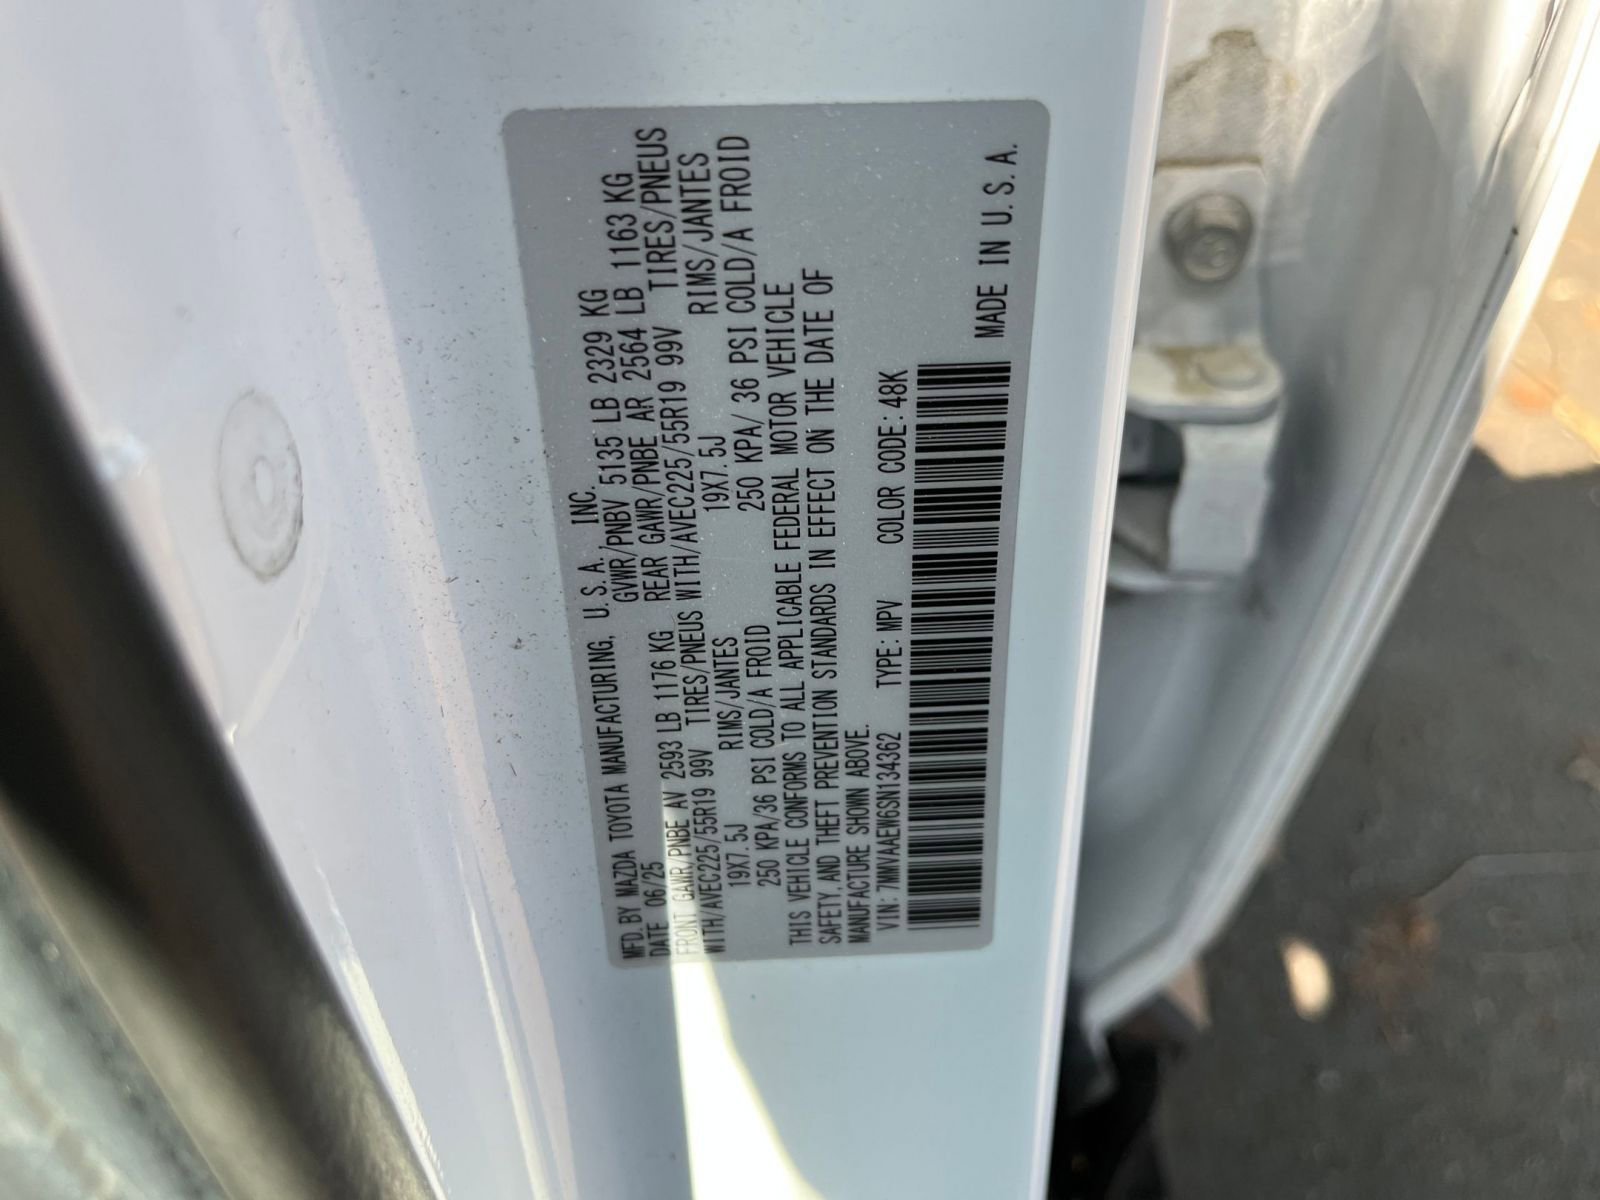 MFD. BY MAZDA TOYOTA MANUFACTURING, U. S. A., INC.
DATE 06/25 GVWR/PNBV 5135 LB 2329 KG
FRONT GAWR/PNBE AV 2593 LB 1176 KG REAR GAWR/PNBE AR 2564 LB 1163 KG
WITH/AVEC225/55R19 99V TIRES/PNEUS WITH/AVEC225/55R19 99V TIRES/PNEUS
19X7.5J RIMS/JANTES 19X7.5J RIMS/JANTES
250 KPA/36 PSI COLD/A FROID 250 KPA/ 36 PSI COLD/A FROID
THIS VEHICLE CONFORMS TO ALL APPLICABLE FEDERAL MOTOR VEHICLE
SAFETY, AND THEFT PREVENTION STANDARDS IN EFFECT ON THE DATE OF
MANUFACTURE SHOWN ABOVE.
VIN: 7MMVAAEW6SN134362 TYPE: MPV COLOR CODE: 48K
MADE IN U. S. A.